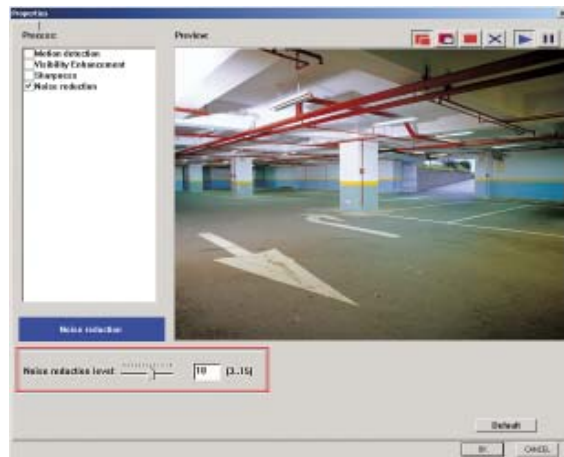 Properties
Process:
Preview:
Motion detection
Visibility Enhancement
Sharpness
Noise reduction
Noise reduction
Noise reduction level:
10
(3..15)
Default
OK
CANCEL